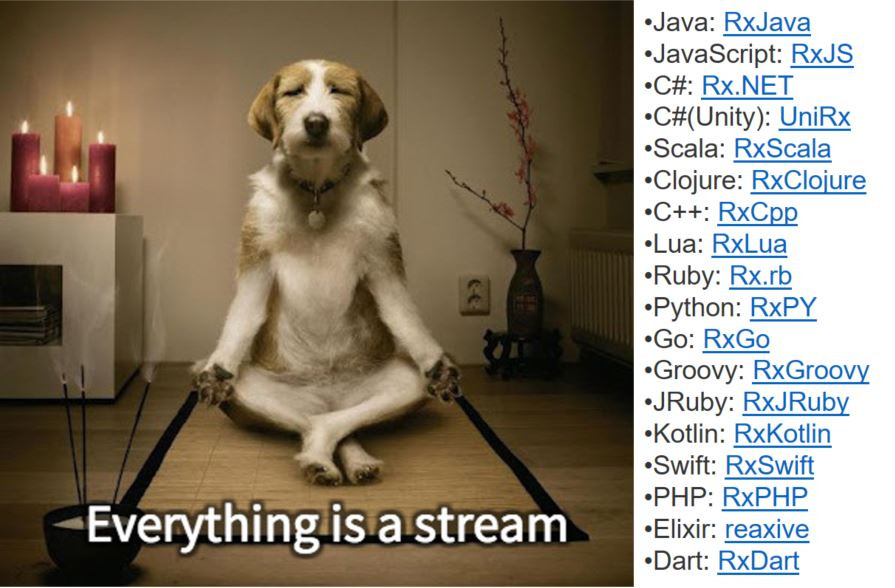 •Java: RxJava
•JavaScript: RxJS
•C#: Rx.NET
•C#(Unity): UniRx
•Scala: RxScala
•Clojure: RxClojure
•C++: RxCpp
•Lua: RxLua
•Ruby: Rx.rb
•Python: RxPY
•Go: RxGo
•Groovy: RxGroovy
•JRuby: RxJRuby
•Kotlin: RxKotlin
•Swift: RxSwift
•PHP: RxPHP
•Elixir: reaxive
•Dart: RxDart
Everything is a stream